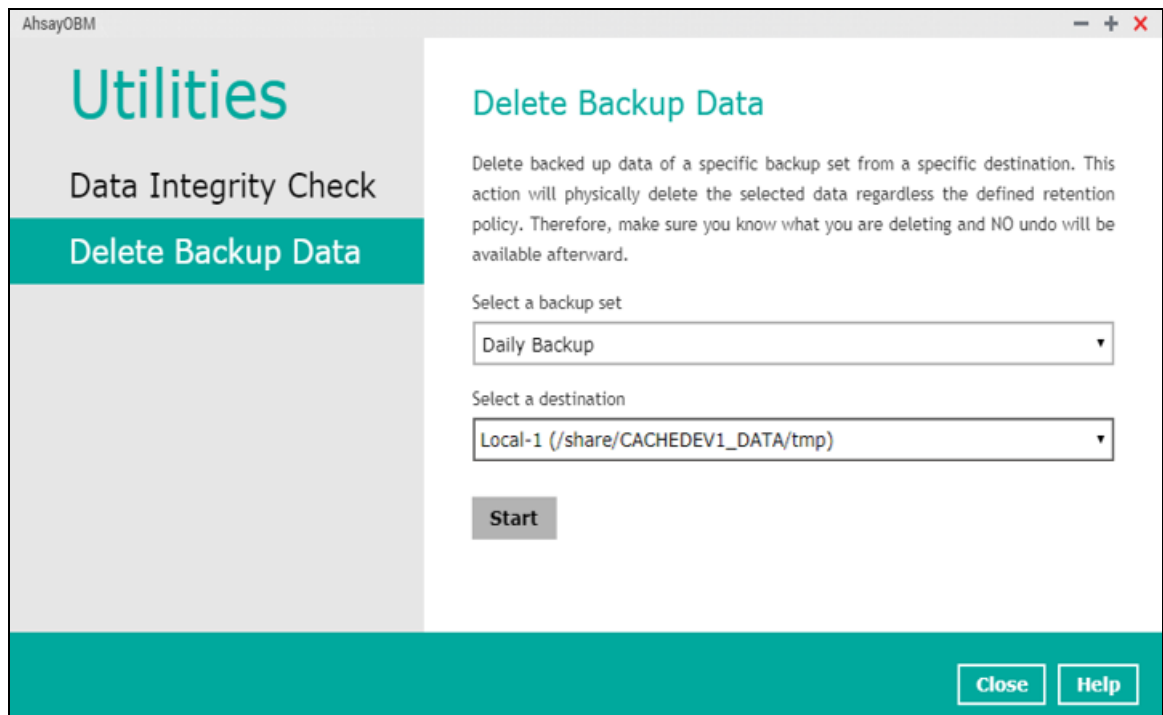 AhsayOBM
Utilities
Data Integrity Check
Delete Backup Data
Delete Backup Data
Delete backed up data of a specific backup set from a specific destination. This
action will physically delete the selected data regardless the defined retention
policy. Therefore, make sure you know what you are deleting and NO undo will be
available afterward.
Select a backup set
Daily Backup
Select a destination
Local-1 (/share/CACHEDEV1_DATA/tmp)
Start
Close
Help